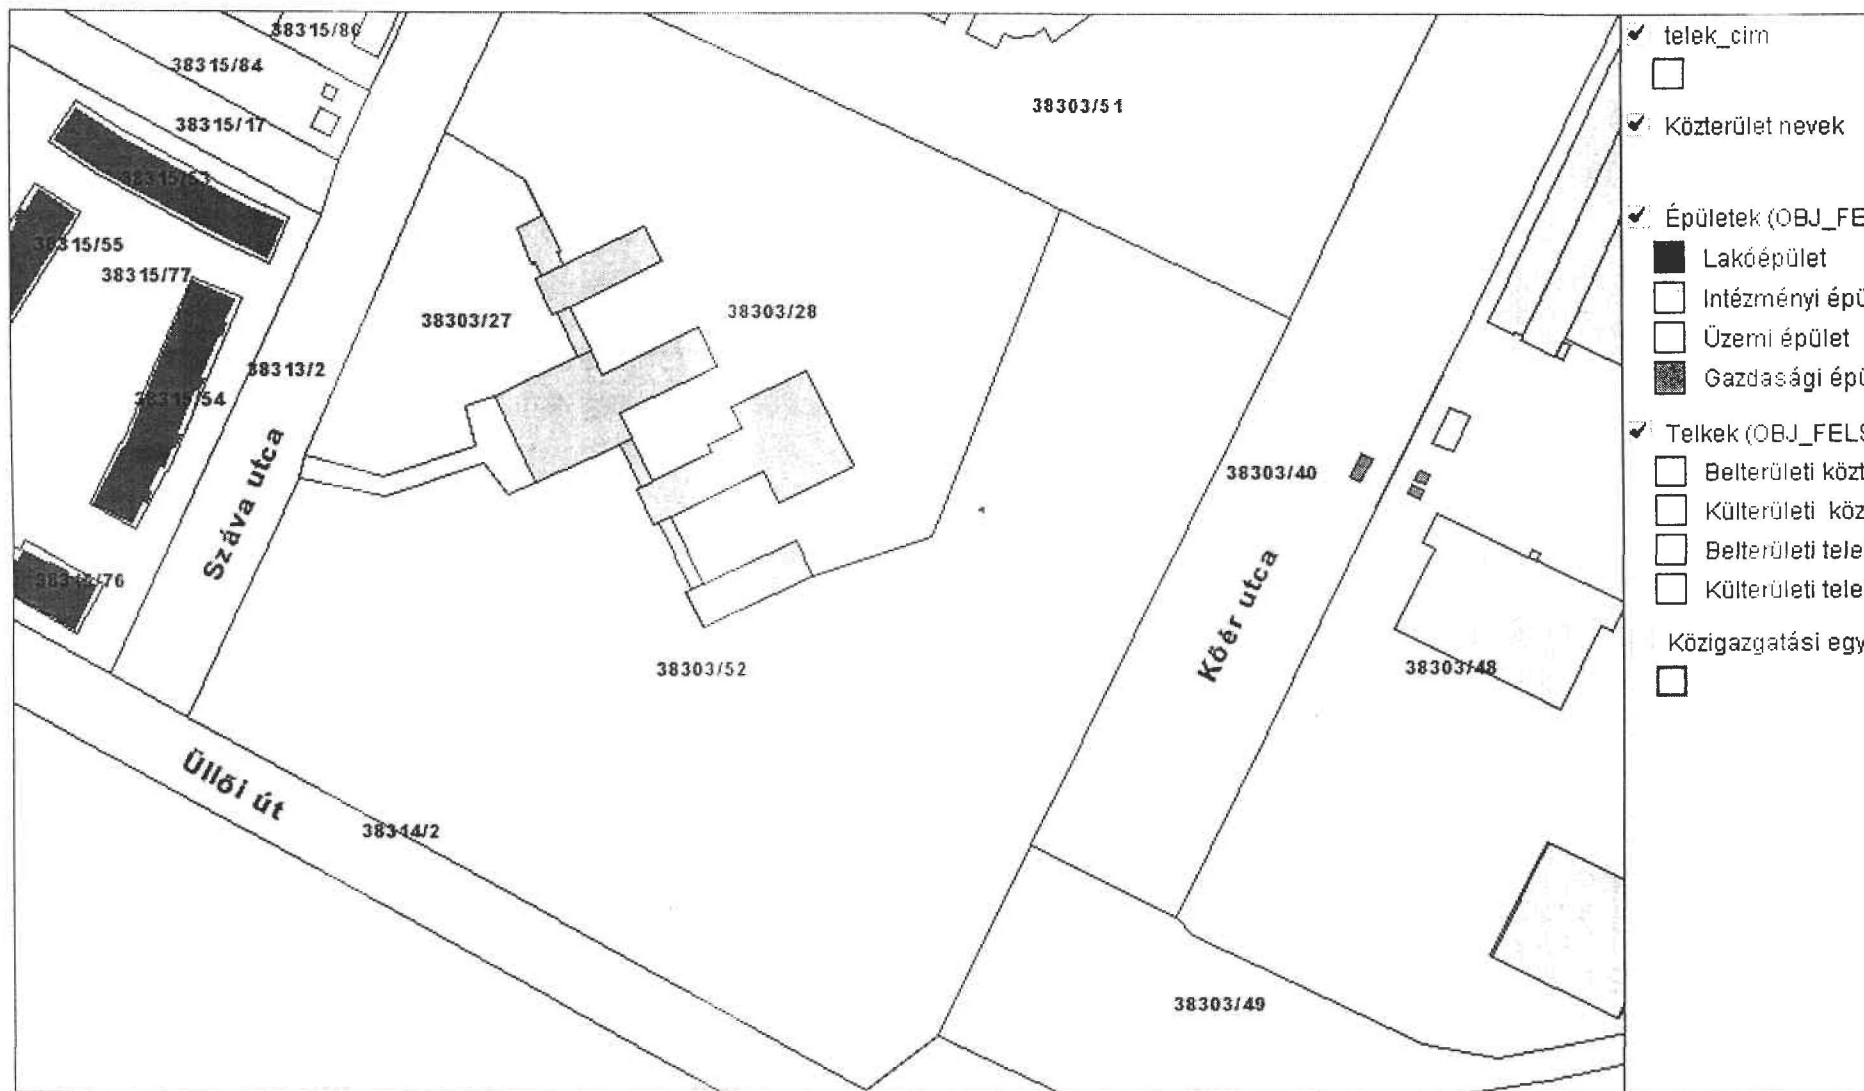 38315/84
38315/17
38315/53
38315/55
38315/77
38315/54
38313/2
Száva utca
Üllői út
38314/2
38303/27
38303/28
38303/51
38303/52
38303/40
Kőér utca
38303/48
38303/49
telek_cim
Közterület nevek
Épületek (OBJ_FE
Lakóépület
Intézményi épü
Üzemi épület
Gazdasági épü
Telkek (OBJ_FELS
Belterületi közt
Külterületi köz
Belterületi tele
Külterületi tele
Közigazgatási egy